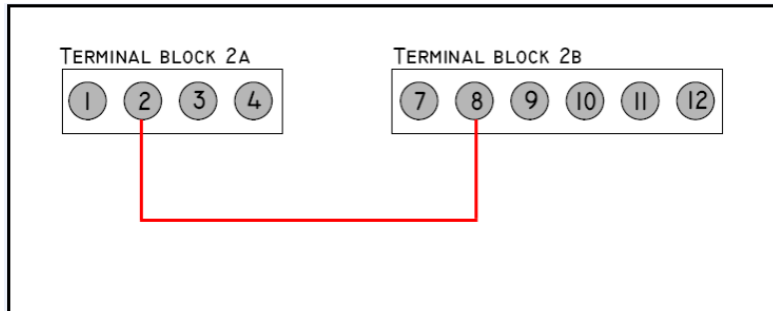 TERMINAL BLOCK 2A
1 2 3 4
TERMINAL BLOCK 2B
7 8 9 10 11 12